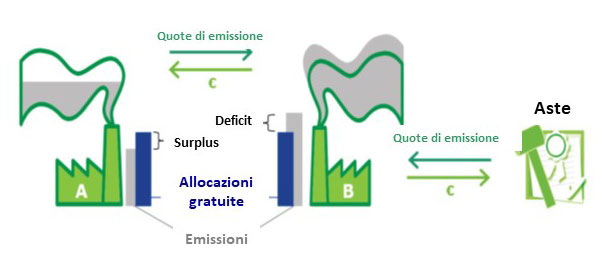 Quote di emissione
€
Deficit
Surplus
Aste
Quote di emissione
€
A
Allocazioni
gratuite
B
Emissioni